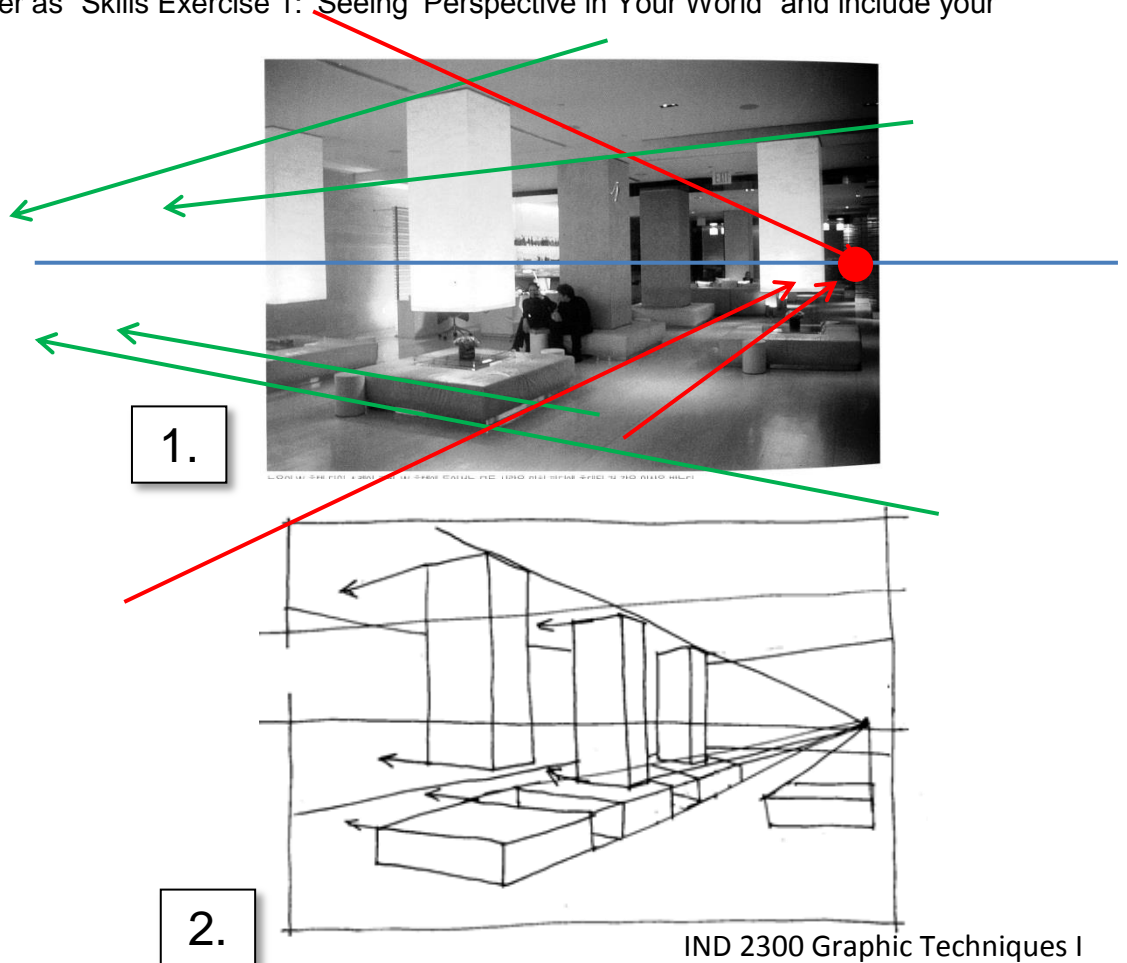 er as "Skills Exercise 1: Seeing Perspective in Your World" and include your
EXIT
1.
2.
IND 2300 Graphic Techniques I